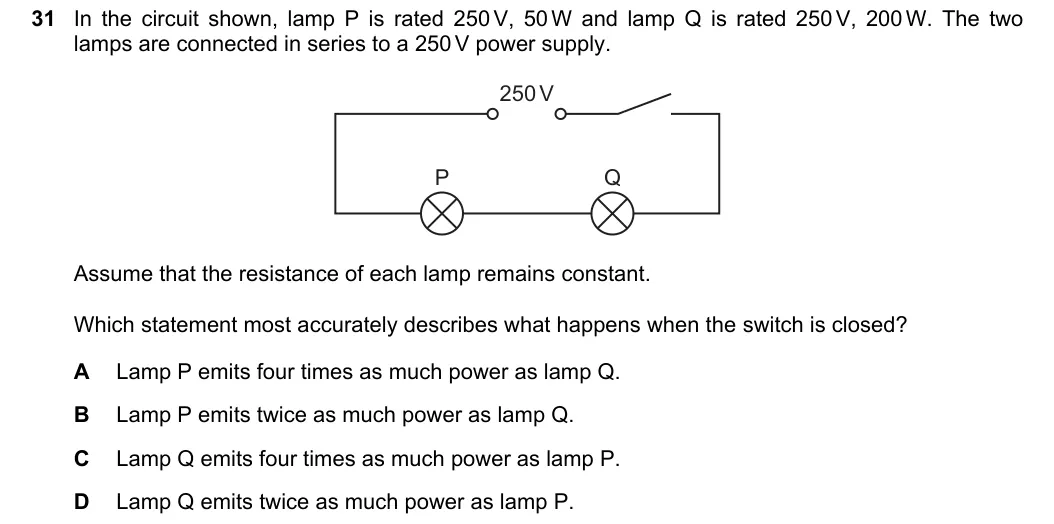 31 In the circuit shown, lamp P is rated 250 V, 50 W and lamp Q is rated 250 V, 200 W. The two
lamps are connected in series to a 250 V power supply.
250 V
P
Q
Assume that the resistance of each lamp remains constant.
Which statement most accurately describes what happens when the switch is closed?
A Lamp P emits four times as much power as lamp Q.
B Lamp P emits twice as much power as lamp Q.
C Lamp Q emits four times as much power as lamp P.
D Lamp Q emits twice as much power as lamp P.